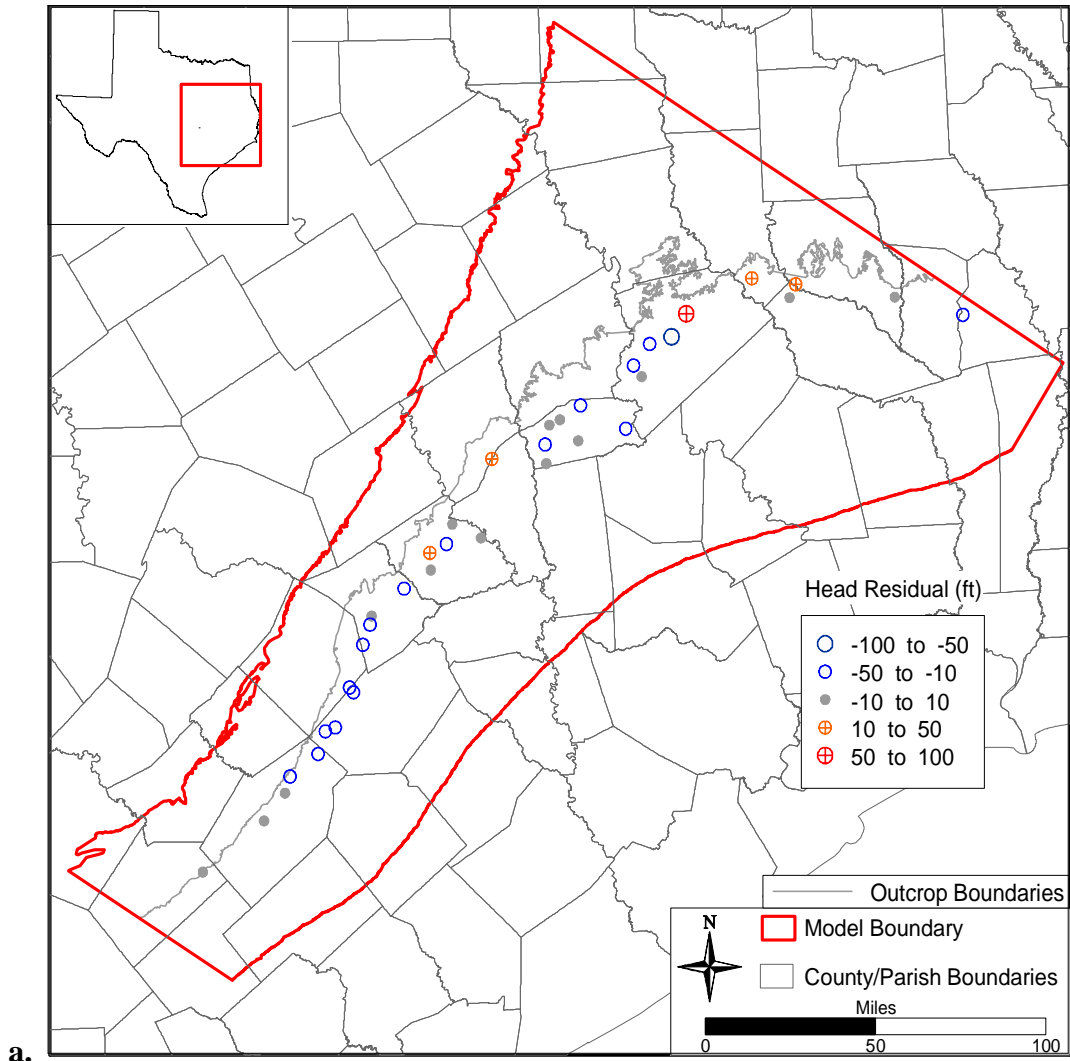 Head Residual (ft)
-100 to -50
-50 to -10
-10 to 10
10 to 50
50 to 100
Outcrop Boundaries
N
Model Boundary
County/Parish Boundaries
Miles
0 50 100
a.